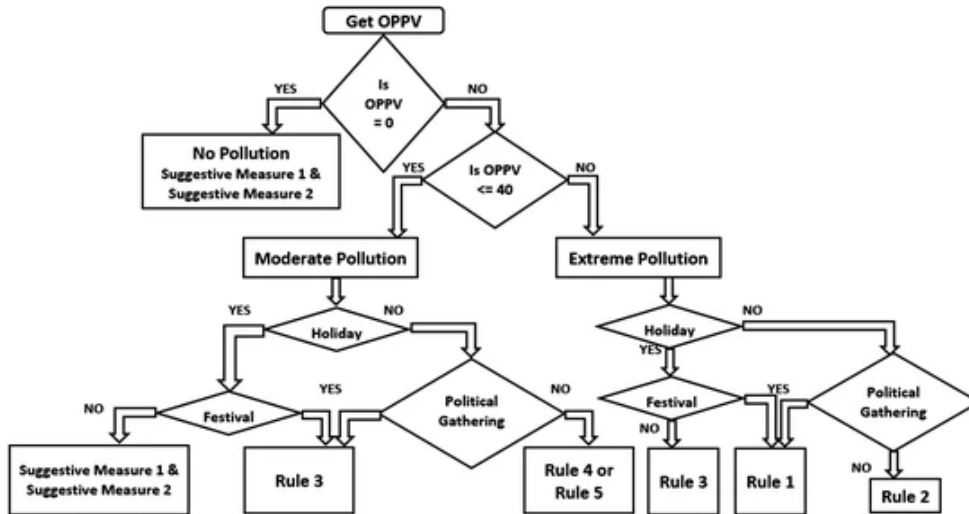 Get OPPV
Is
OPPV
= 0
YES
NO
No Pollution
Suggestive Measure 1 &
Suggestive Measure 2
Is OPPV
<= 40
YES
NO
Moderate Pollution
Extreme Pollution
YES
Holiday
NO
Holiday
NO
YES
NO
Festival
YES
Political
Gathering
NO
Festival
NO
YES
Political
Gathering
NO
Suggestive Measure 1 &
Suggestive Measure 2
Rule 3
Rule 4 or
Rule 5
Rule 3
Rule 1
Rule 2